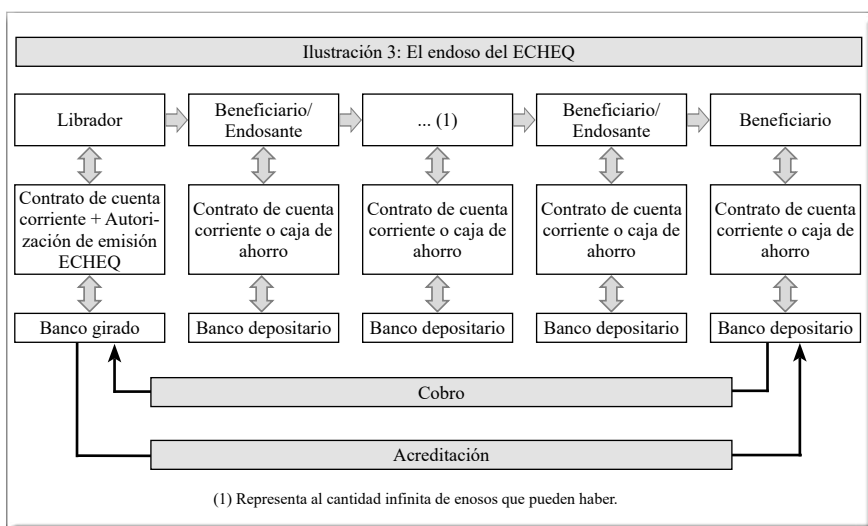 Ilustración 3: El endoso del ECHEQ
Librador
Beneficiario/
Endosante
... (1)
Beneficiario/
Endosante
Beneficiario
Contrato de cuenta
corriente + Autori-
zación de emisión
ECHEQ
Contrato de cuenta
corriente o caja de
ahorro
Contrato de cuenta
corriente o caja de
ahorro
Contrato de cuenta
corriente o caja de
ahorro
Contrato de cuenta
corriente o caja de
ahorro
Banco girado
Banco depositario
Banco depositario
Banco depositario
Banco depositario
Cobro
Acreditación
(1) Representa al cantidad infinita de enosos que pueden haber.